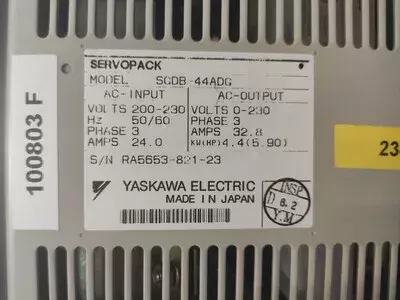 SERVOPACK
MODEL SGDB-44ADG
AC-INPUT AC-OUTPUT
VOLTS 200-230 VOLTS 0-230
Hz 50/60 PHASE 3
PHASE 3 AMPS 32.8
AMPS 24.0 KW(HP) 4.4(5.90)
S/N RA5653-821-23
YASKAWA ELECTRIC
MADE IN JAPAN
INSP
D 8.2
Y.M
100803 F
23